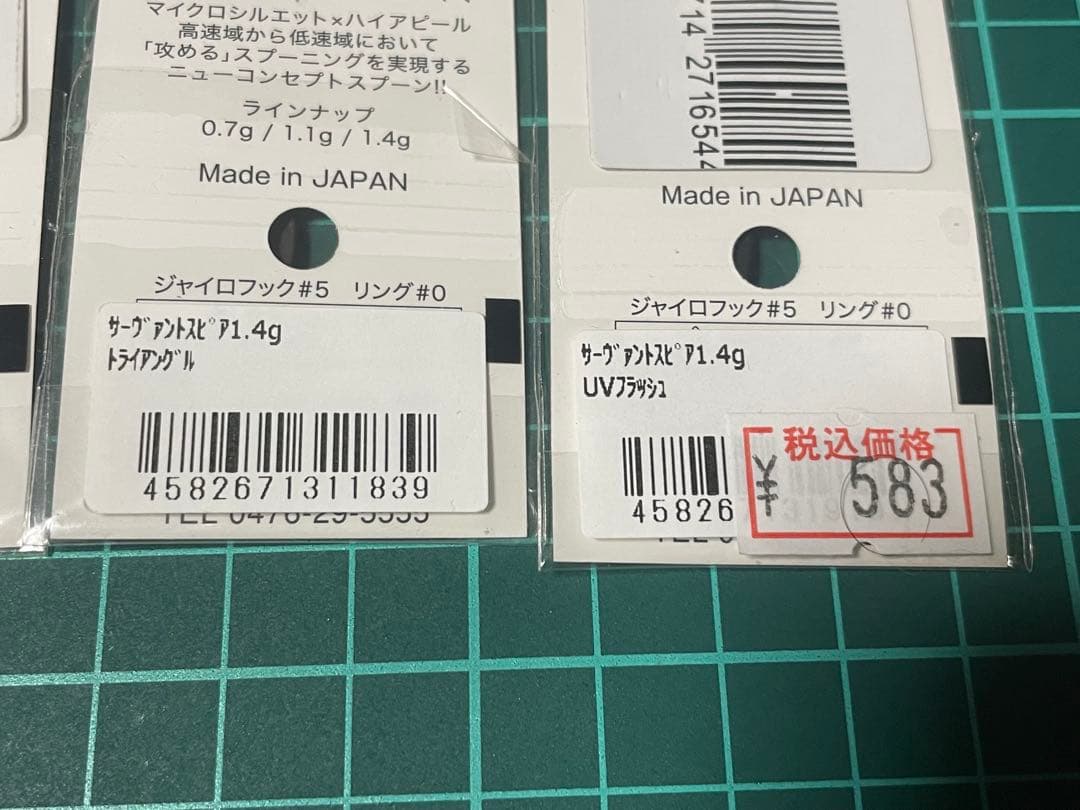 マイクロシルエット×ハイアピール
高速域から低速域において
「攻める」スプーニングを実現する
ニューコンセプトスプーン!!
ラインナップ
0.7g / 1.1g / 1.4g
Made in JAPAN
ジャイロフック#5 リング#0
ｻｰｳﾞｧﾝﾄｽﾋﾟｱ1.4g
ﾄﾗｲｱﾝｸﾞﾙ
4582671311839
14 2716544
Made in JAPAN
ジャイロフック#5 リング#0
ｻｰｳﾞｧﾝﾄｽﾋﾟｱ1.4g
UVﾌﾗｯｼｭ
45826
税込価格
¥ 583